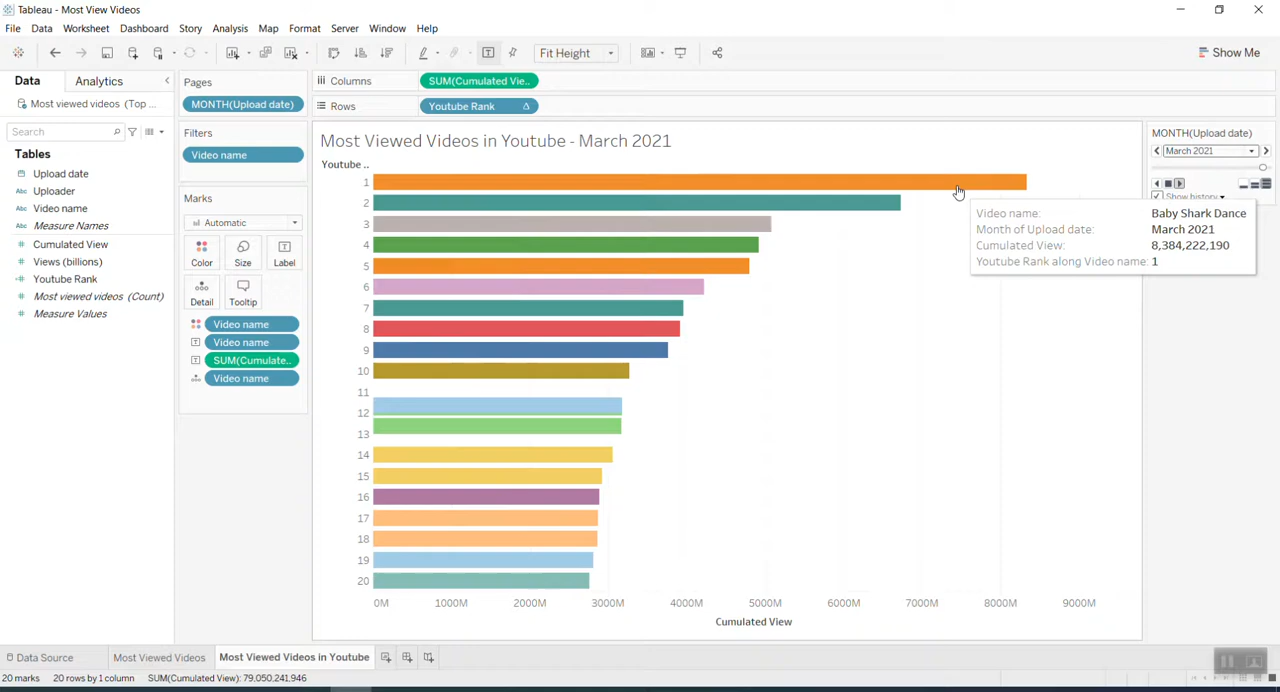 Tableau - Most View Videos
File Data Worksheet Dashboard Story Analysis Map Format Server Window Help
Fit Height
Show Me
Data Analytics
Most viewed videos (Top ...
Search
Tables
Upload date
Abc Uploader
Abc Video name
Abc Measure Names
# Cumulated View
# Views (billions)
Youtube Rank
# Most viewed videos (Count)
# Measure Values
Pages
MONTH(Upload date)
Filters
Video name
Marks
Automatic
Color Size Label
Detail Tooltip
Video name
Video name
SUM(Cumulate..
Video name
Columns SUM(Cumulated Vie..
Rows Youtube Rank Δ
Most Viewed Videos in Youtube - March 2021
Youtube ..
1
2
3
4
5
6
7
8
9
10
11
12
13
14
15
16
17
18
19
20
0M 1000M 2000M 3000M 4000M 5000M 6000M 7000M 8000M 9000M
Cumulated View
MONTH(Upload date)
March 2021
Show history
Video name: Baby Shark Dance
Month of Upload date: March 2021
Cumulated View: 8,384,222,190
Youtube Rank along Video name: 1
Data Source Most Viewed Videos Most Viewed Videos in Youtube
20 marks 20 rows by 1 column SUM(Cumulated View): 79,050,241,946